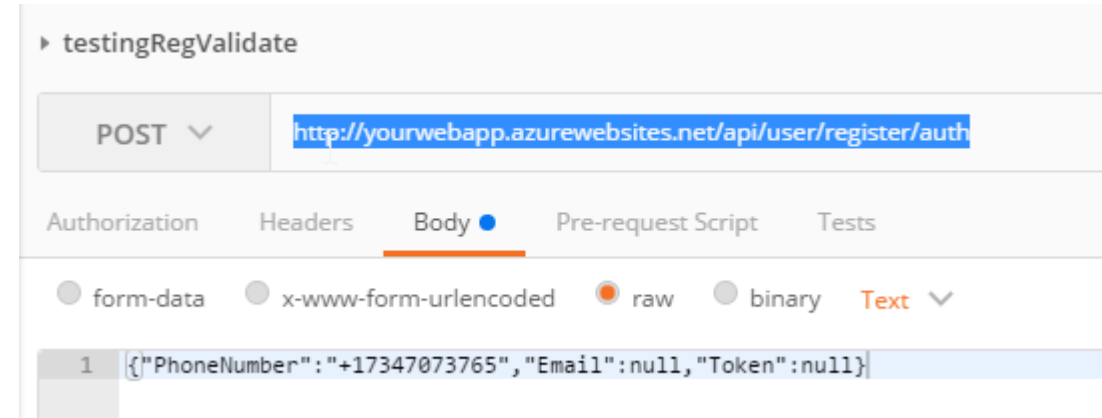 testingRegValidate
POST http://yourwebapp.azurewebsites.net/api/user/register/auth
Authorization Headers Body Pre-request Script Tests
form-data x-www-form-urlencoded raw binary Text
1 {"PhoneNumber":"+17347073765","Email":null,"Token":null}